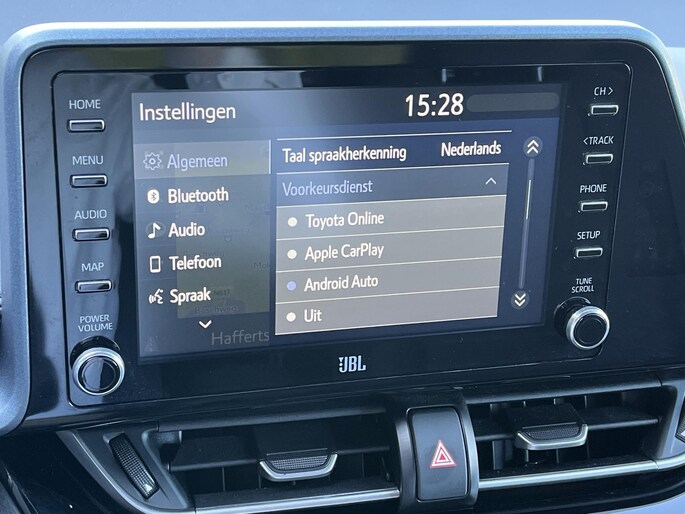 HOME
MENU
AUDIO
MAP
POWER
VOLUME
Instellingen
15:28
Algemeen
Bluetooth
Audio
Telefoon
Spraak
Taal spraakherkenning Nederlands
Voorkeursdienst
Toyota Online
Apple CarPlay
Android Auto
Uit
Hafferts
JBL
CH >
< TRACK
PHONE
SETUP
TUNE
SCROLL